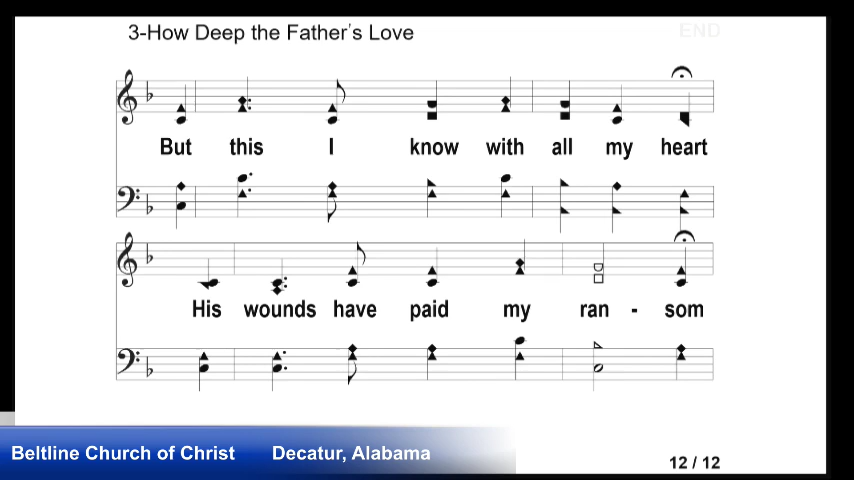 3-How Deep the Father's Love
END
But this I know with all my heart
His wounds have paid my ran - som
Beltline Church of Christ Decatur, Alabama
12 / 12